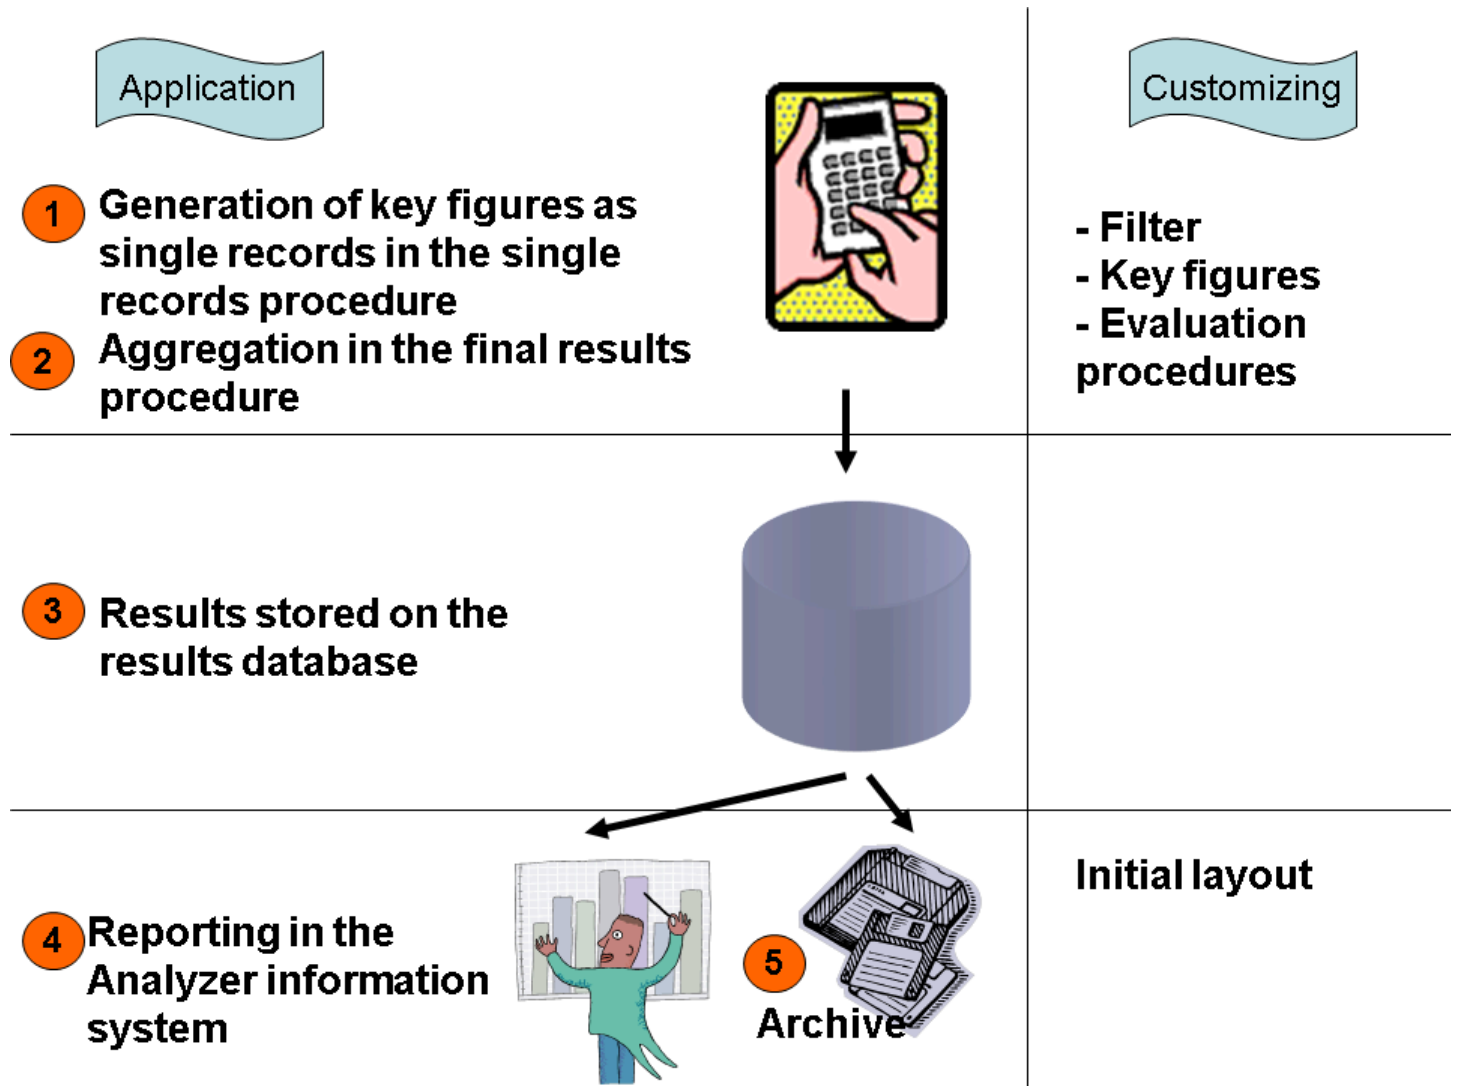 Application
Customizing
1
Generation of key figures as
single records in the single
records procedure
2
Aggregation in the final results
procedure
- Filter
- Key figures
- Evaluation
procedures
3
Results stored on the
results database
4
Reporting in the
Analyzer information
system
5
Archive
Initial layout